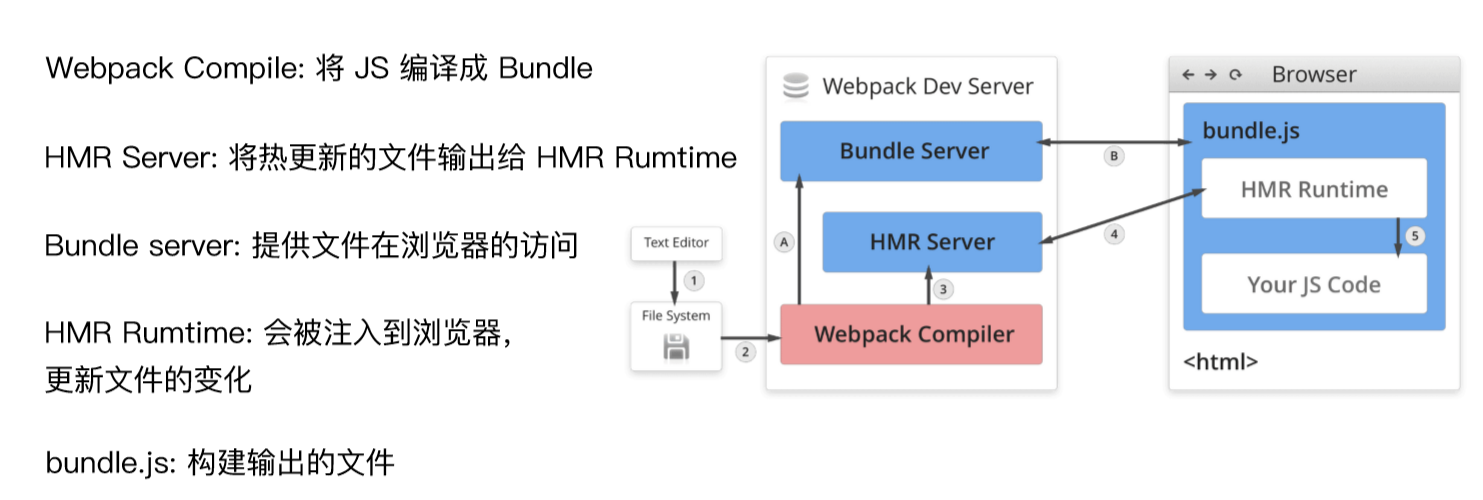 Webpack Compile: 将 JS 编译成 Bundle
HMR Server: 将热更新的文件输出给 HMR Rumtime
Bundle server: 提供文件在浏览器的访问
HMR Rumtime: 会被注入到浏览器，
更新文件的变化
bundle.js: 构建输出的文件
Text Editor
1
File System
2
Webpack Dev Server
Bundle Server
A
HMR Server
3
Webpack Compiler
B
4
Browser
bundle.js
HMR Runtime
5
Your JS Code
<html>